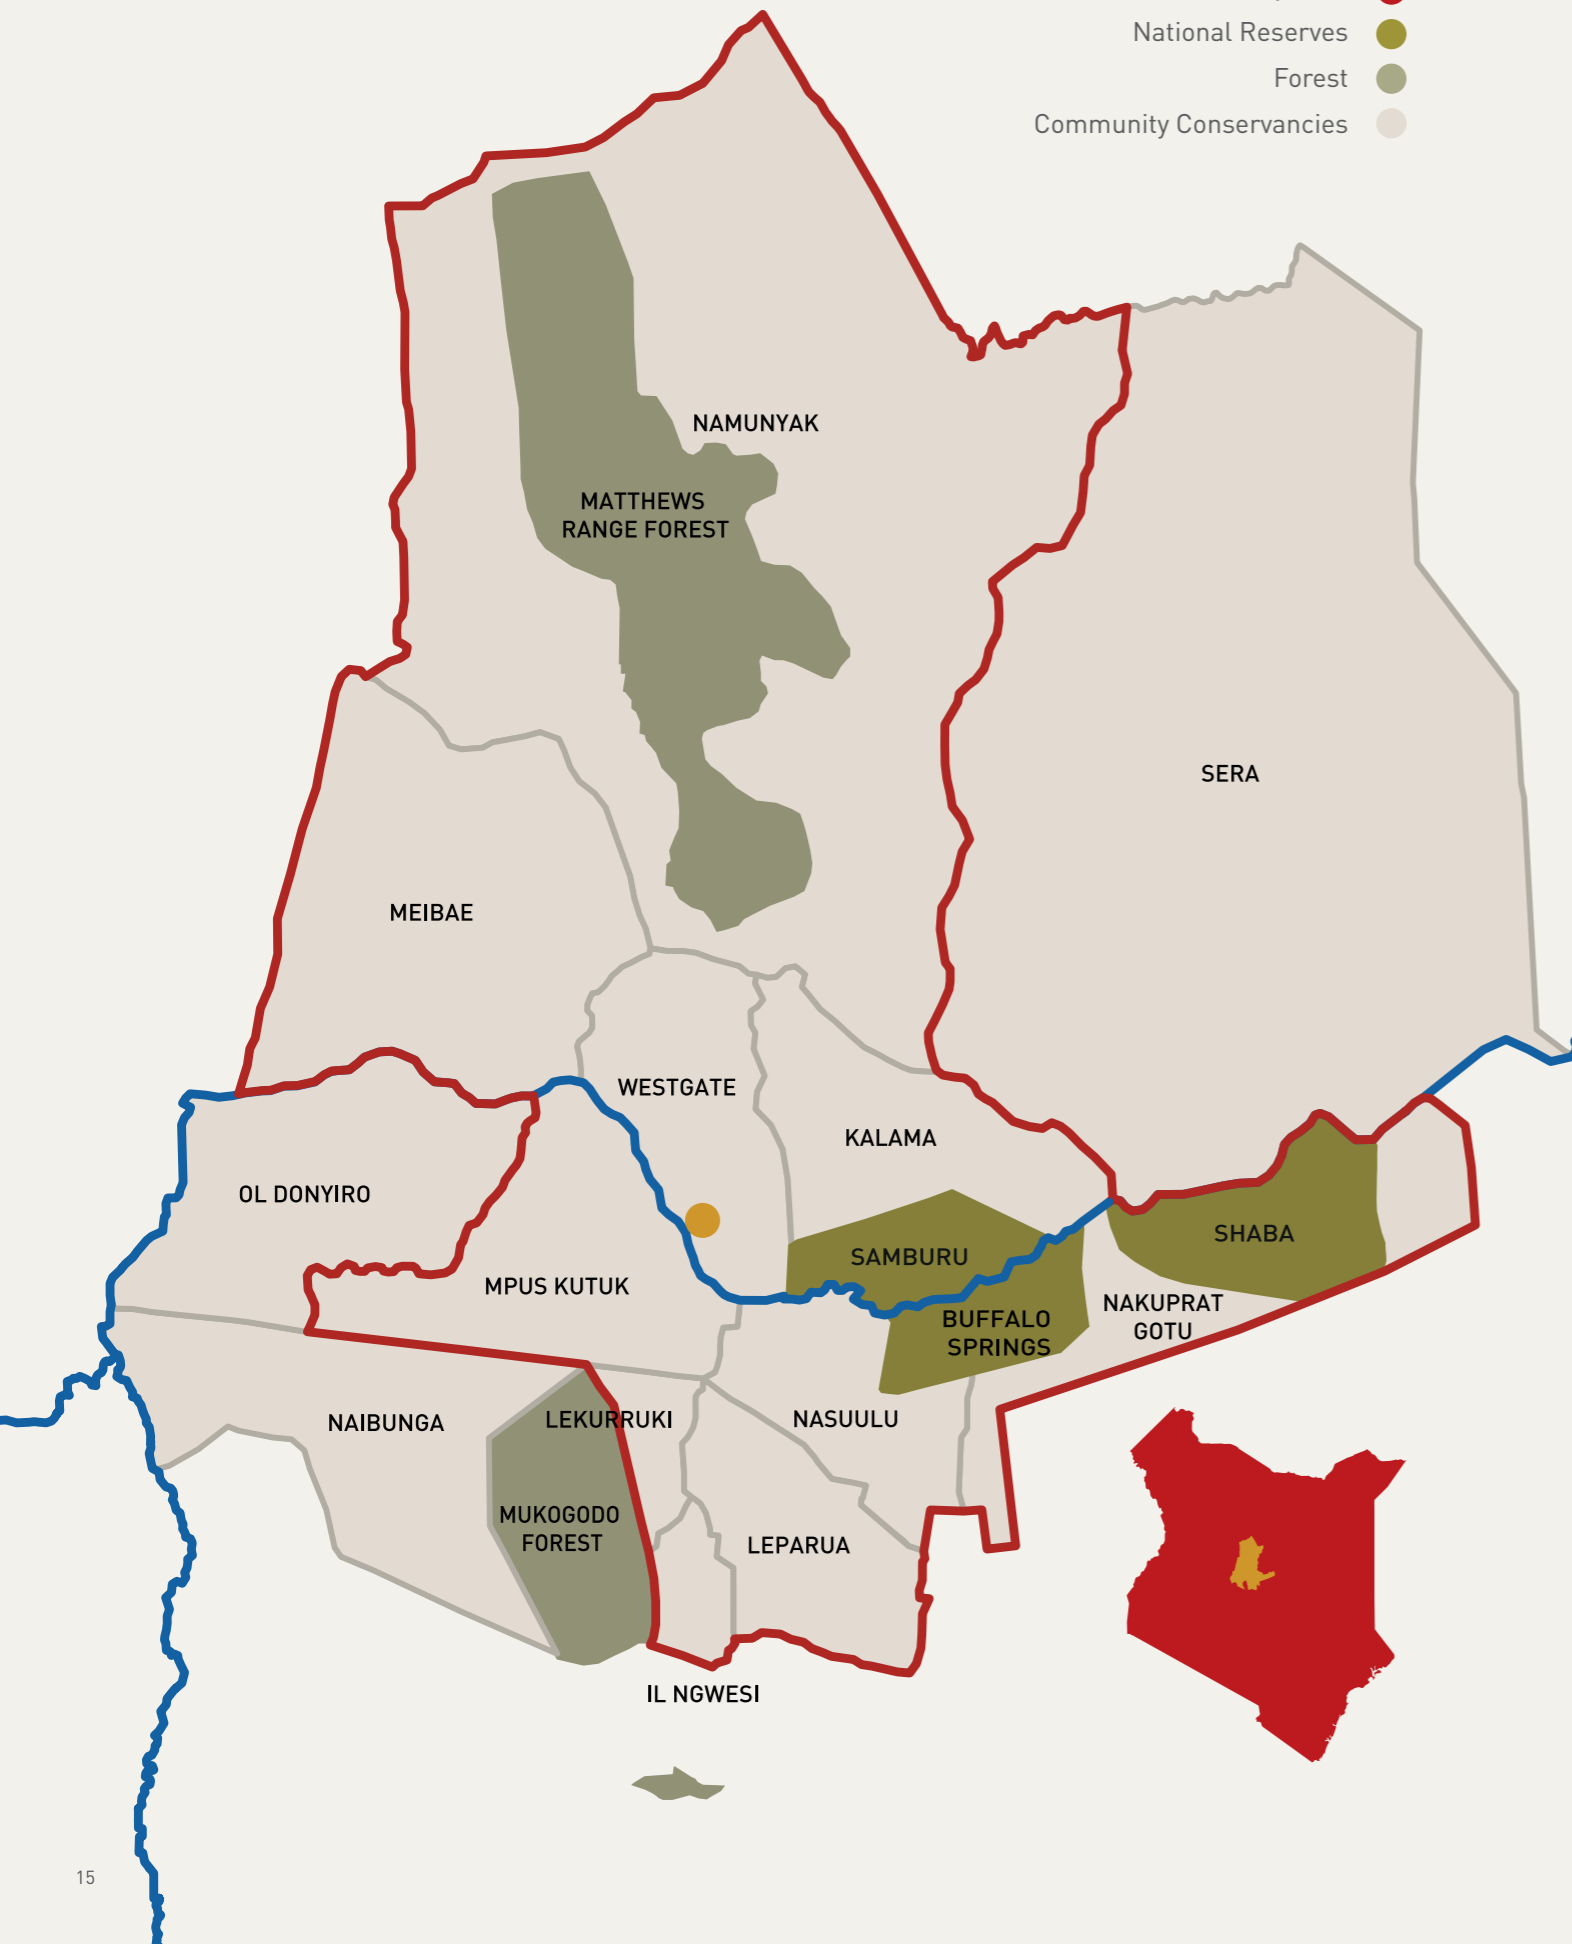 National Reserves
Forest
Community Conservancies
NAMUNYAK
MATTHEWS
RANGE FOREST
SERA
MEIBAE
WESTGATE
KALAMA
OL DONYIRO
SHABA
SAMBURU
MPUS KUTUK
NAKUPRAT
GOTU
BUFFALO
SPRINGS
NAIBUNGA
LEKURRUKI
NASUULU
MUKOGODO
FOREST
LEPARUA
IL NGWESI
15